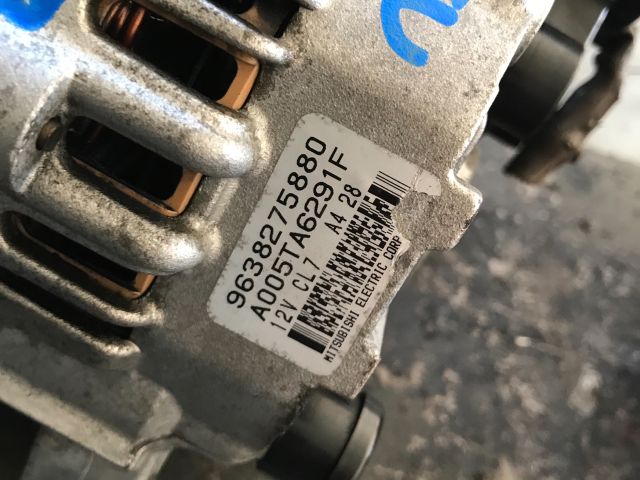 9638275880
A005TA6291F
12V CL7 A4 28
MITSUBISHI ELECTRIC CORP